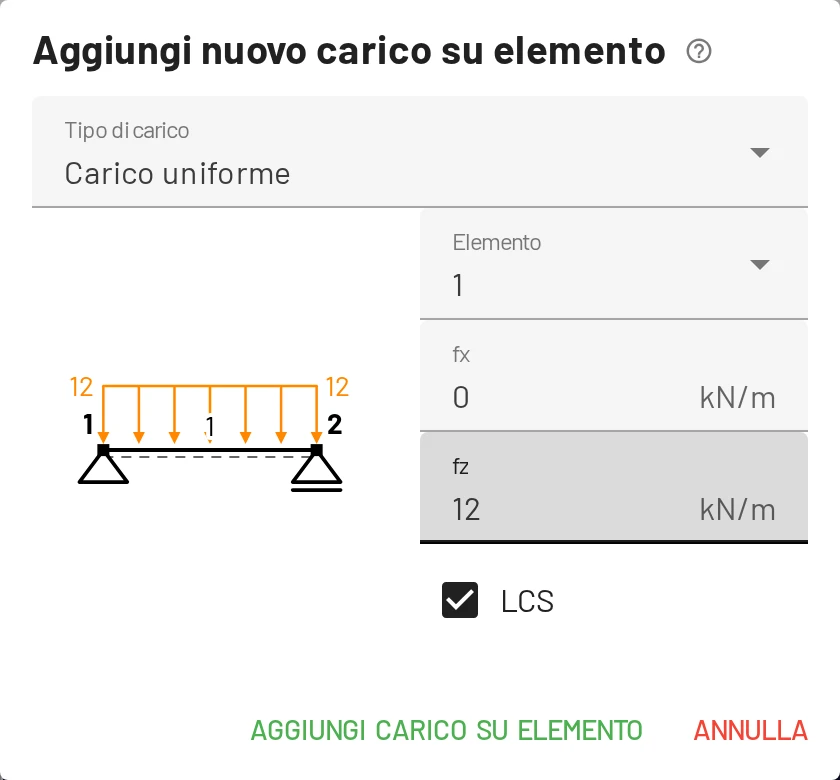 Aggiungi nuovo carico su elemento ?
Tipo di carico
Carico uniforme
Elemento
1
fx
0 kN/m
fz
12 kN/m
LCS
12 12
1 1 2
AGGIUNGI CARICO SU ELEMENTO ANNULLA